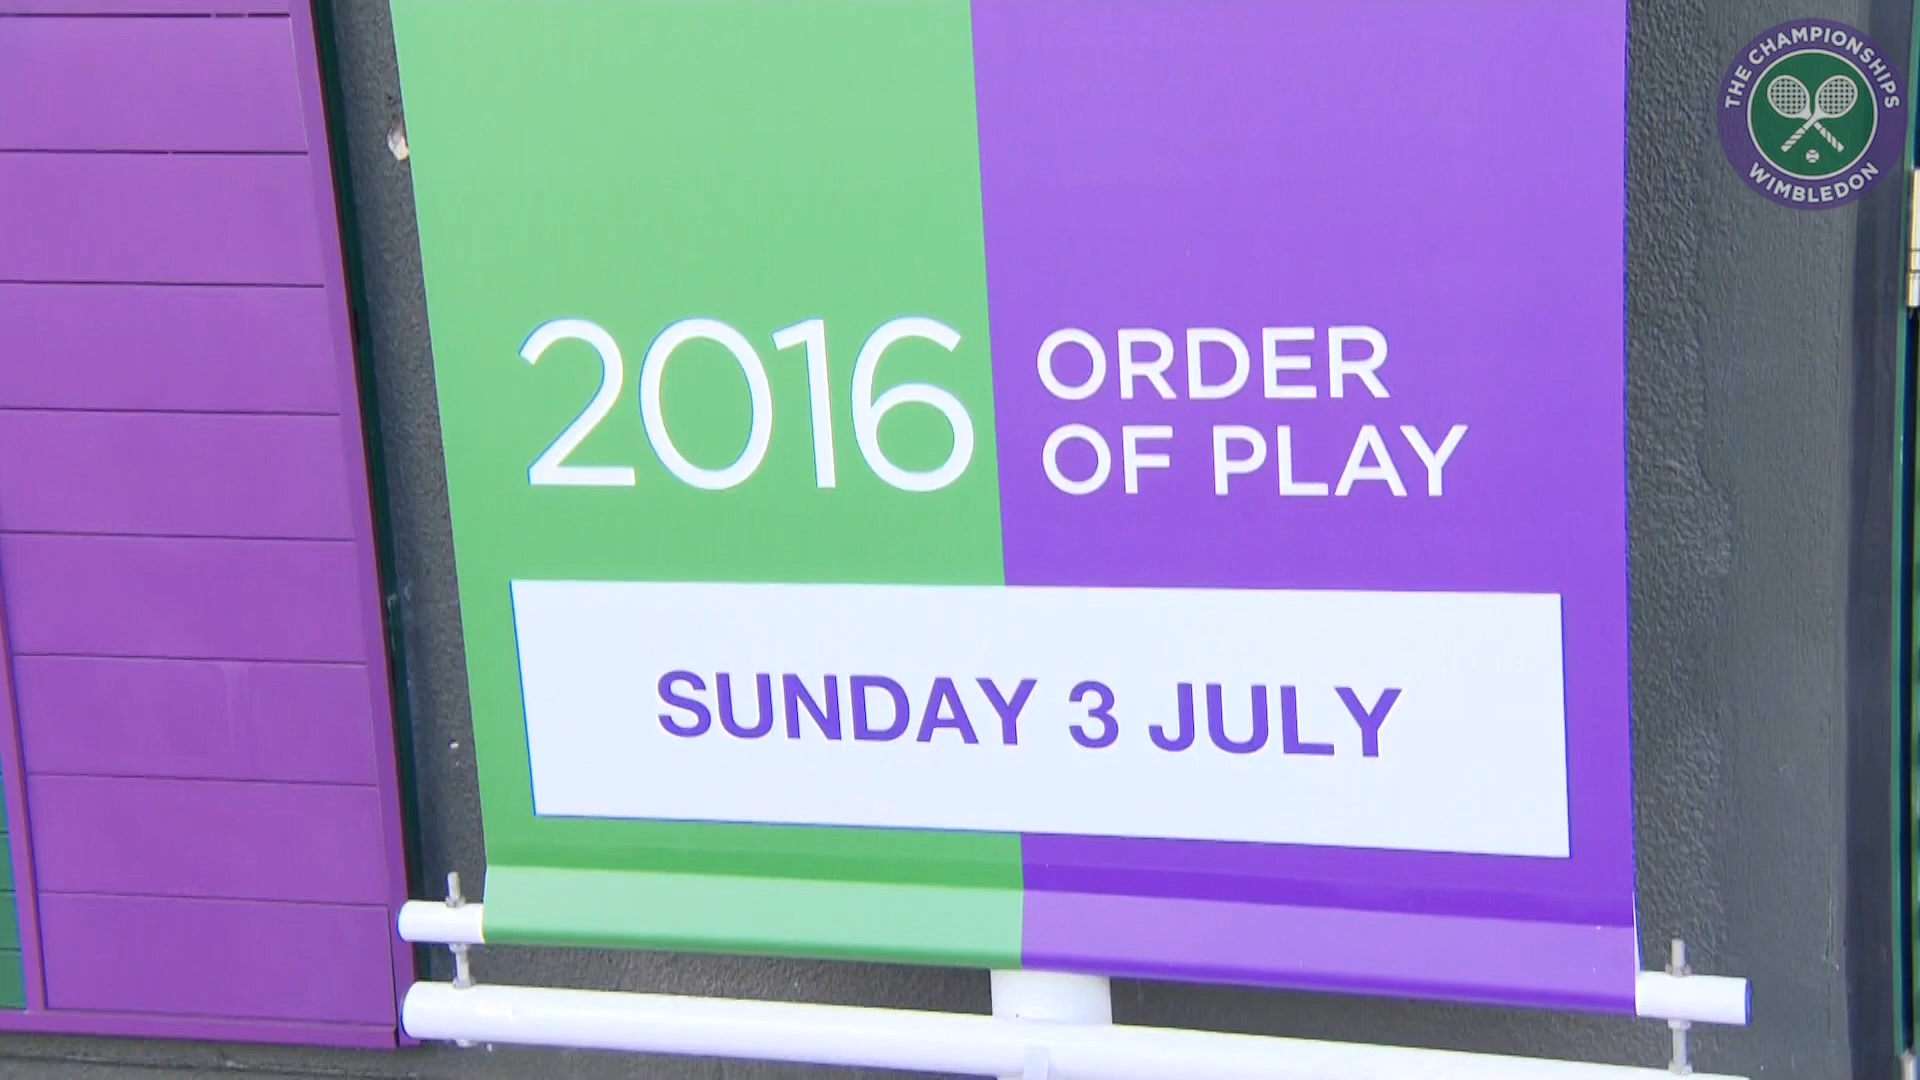 THE CHAMPIONSHIPS
WIMBLEDON
2016 ORDER
OF PLAY
SUNDAY 3 JULY